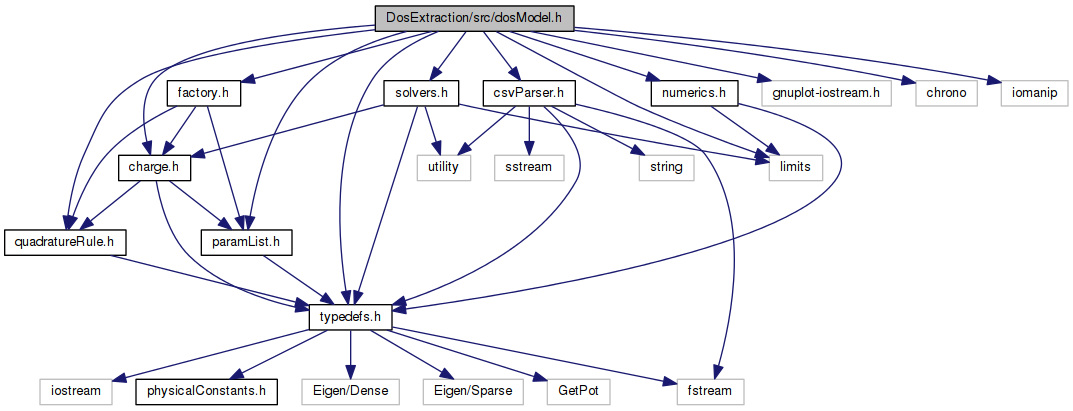 DosExtraction/src/dosModel.h
factory.h
solvers.h
csvParser.h
numerics.h
gnuplot-iostream.h
chrono
iomanip
charge.h
utility
sstream
string
limits
quadratureRule.h
paramList.h
typedefs.h
iostream
physicalConstants.h
Eigen/Dense
Eigen/Sparse
GetPot
fstream